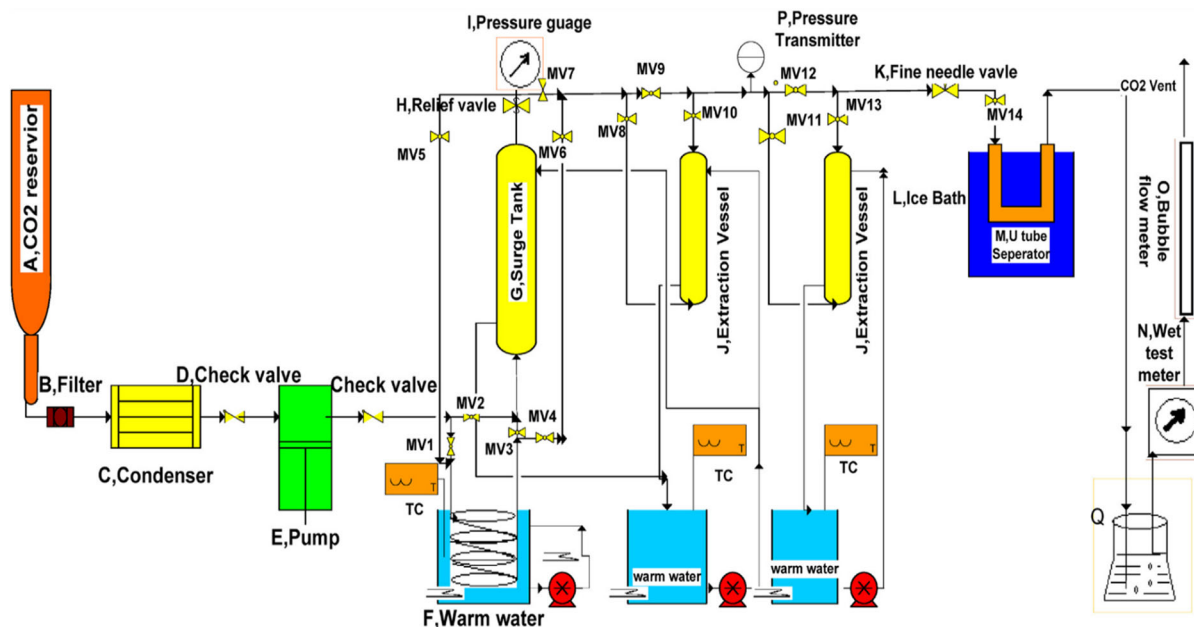 I,Pressure guage
P,Pressure
Transmitter
MV7
MV9
MV12
K,Fine needle vavle
CO2 Vent
H,Relief vavle
MV5
MV6
MV8
MV10
MV11
MV13
MV14
A,CO2 reservior
G,Surge Tank
J,Extraction Vessel
J,Extraction Vessel
L,Ice Bath
M,U tube
Seperator
O,Bubble
flow meter
N,Wet
test
meter
B,Filter
D,Check valve
Check valve
MV2
MV4
MV1
MV3
C,Condenser
E,Pump
T
TC
T
TC
T
TC
Q
warm water
warm water
F,Warm water